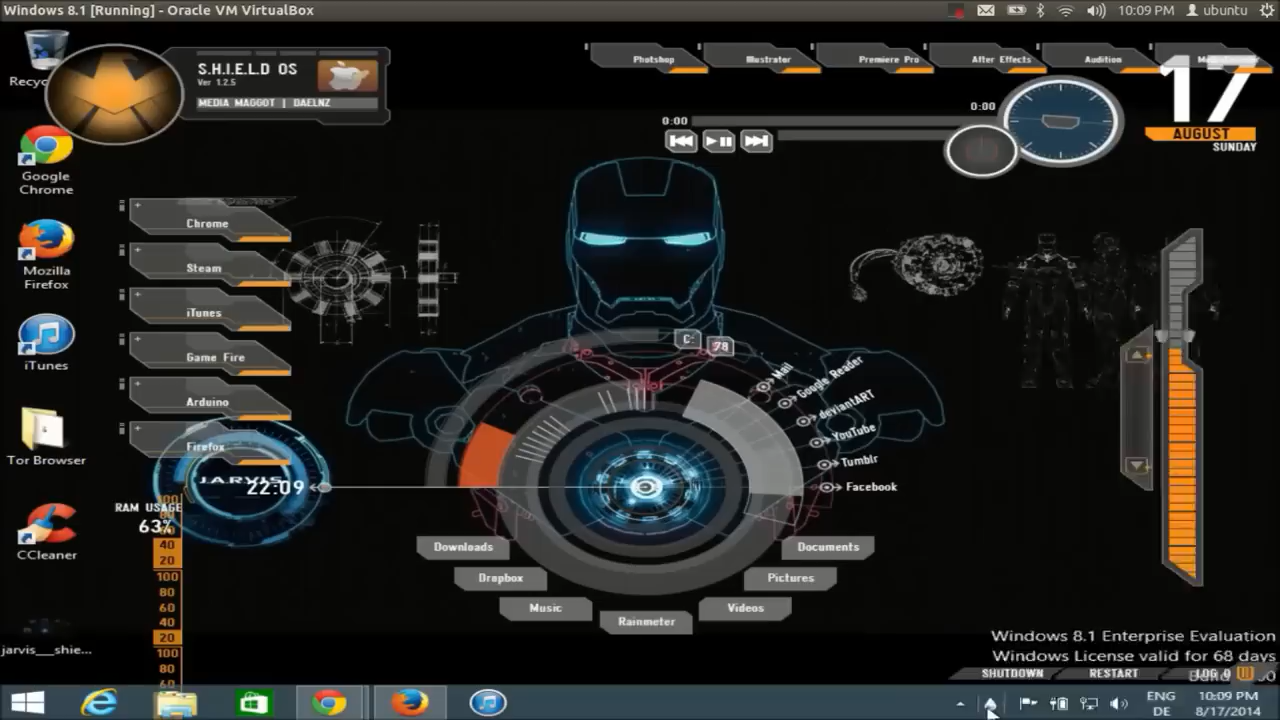 Windows 8.1 [Running] - Oracle VM VirtualBox
10:09 PM
ubuntu
S.H.I.E.L.D OS
Ver 1.2.5
MEDIA MAGGOT | DAELNZ
Photshop
Illustrator
Premiere Pro
After Effects
Audition
17
AUGUST
SUNDAY
0:00
0:00
Google
Chrome
Mozilla
Firefox
iTunes
Tor Browser
CCleaner
jarvis___shie...
Chrome
Steam
iTunes
Game Fire
Arduino
Firefox
JARVIS
22:09
RAM USAGE
63%
40
20
100
80
60
40
20
100
80
60
C:
78
Mail
Google Reader
deviantART
YouTube
Tumblr
Facebook
Downloads
Dropbox
Music
Rainmeter
Videos
Pictures
Documents
Windows 8.1 Enterprise Evaluation
Windows License valid for 68 days
SHUTDOWN
RESTART
ENG
DE
10:09 PM
8/17/2014